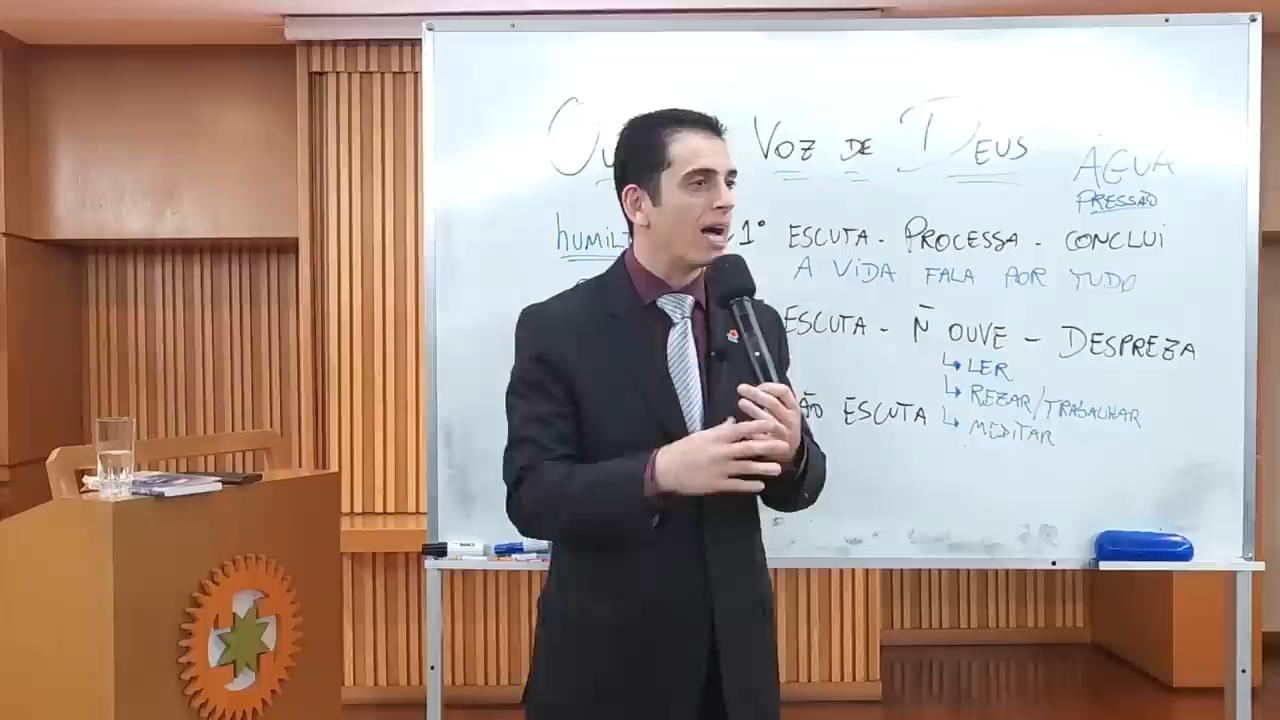 VOZ DE DEUS
ÁGUA
PRESSÃO
1° ESCUTA - PROCESSA - CONCLUI
A VIDA FALA POR TUDO
ESCUTA - Ñ OUVE - DESPREZA
↳ LER
↳ REZAR/TRABALHAR
ESCUTA ↳ MEDITAR